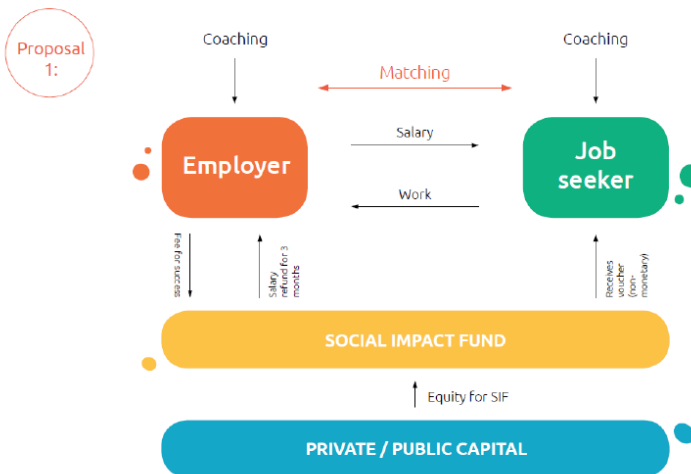 Proposal
1:
Coaching
Coaching
Matching
Employer
Salary
Job
seeker
Work
Fee for success
Salary
refund for 3
months
Receives
voucher
(non-
monetary)
SOCIAL IMPACT FUND
Equity for SIF
PRIVATE / PUBLIC CAPITAL